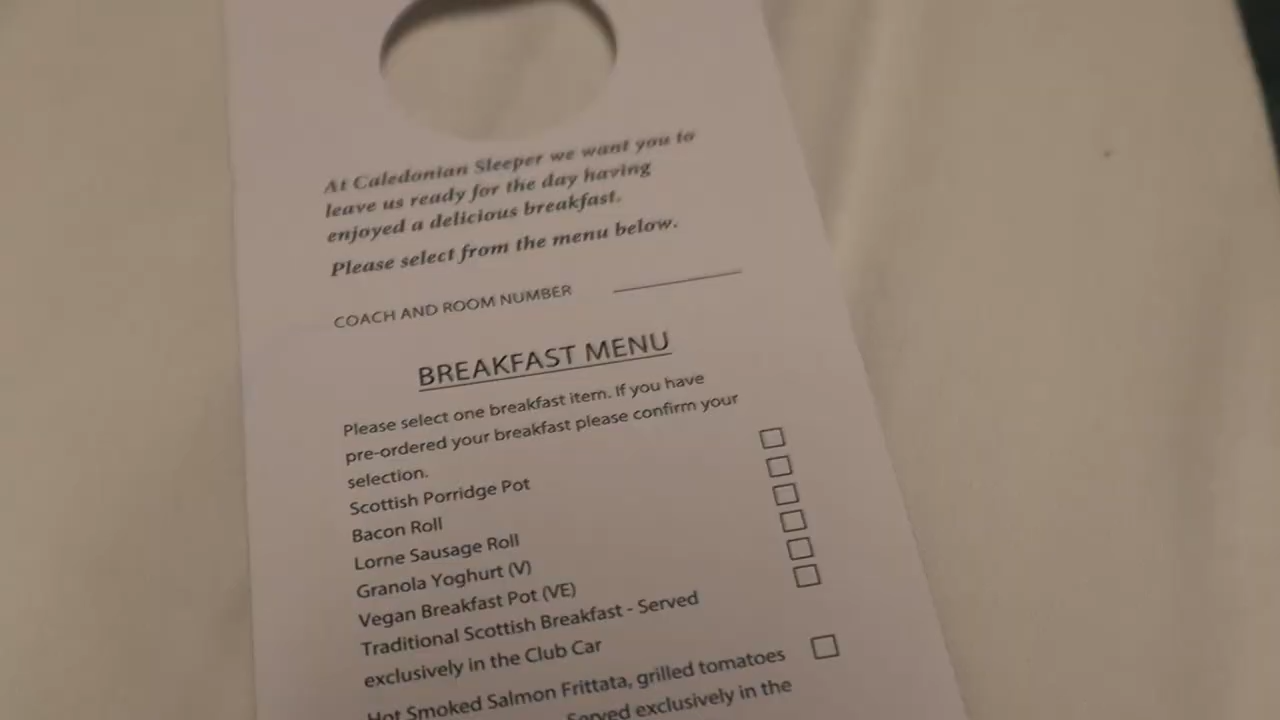 At Caledonian Sleeper we want you to
leave us ready for the day having
enjoyed a delicious breakfast.
Please select from the menu below.
COACH AND ROOM NUMBER
BREAKFAST MENU
Please select one breakfast item. If you have
pre-ordered your breakfast please confirm your
selection.
Scottish Porridge Pot
Bacon Roll
Lorne Sausage Roll
Granola Yoghurt (V)
Vegan Breakfast Pot (VE)
Traditional Scottish Breakfast - Served
exclusively in the Club Car
Hot Smoked Salmon Frittata, grilled tomatoes
Served exclusively in the